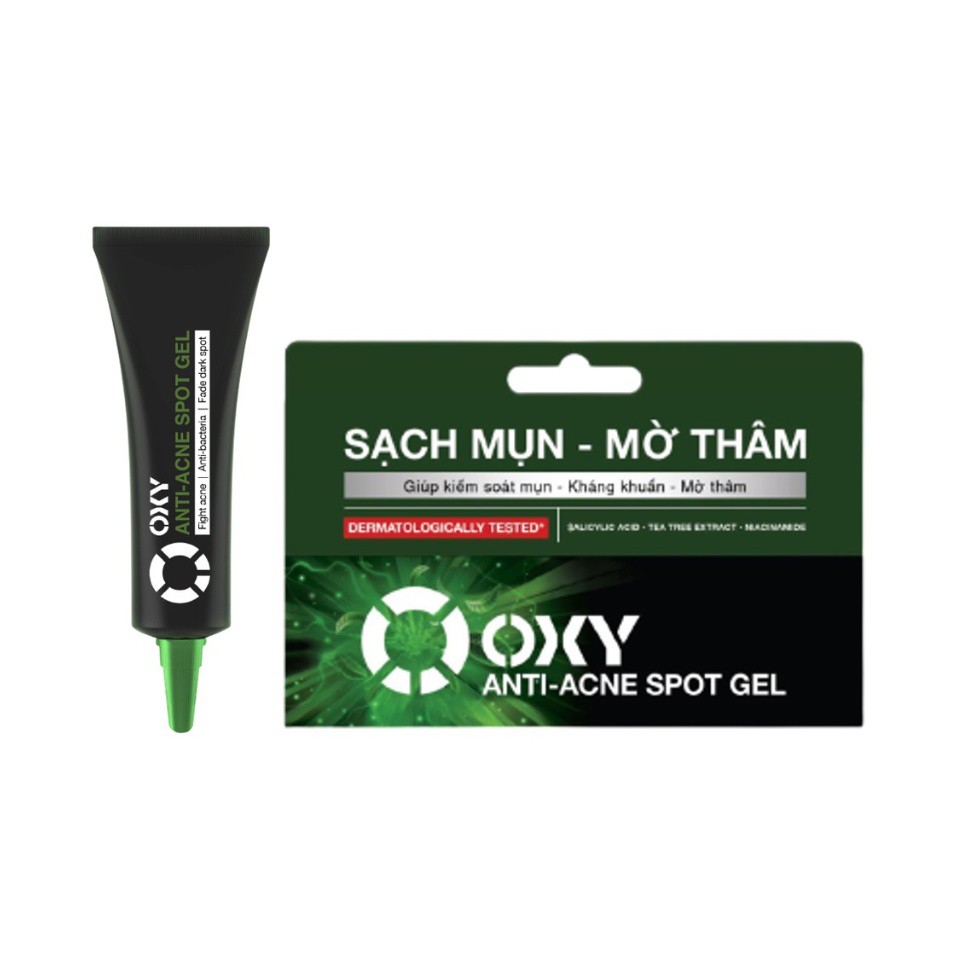 OXY
ANTI-ACNE SPOT GEL
Fight acne | Anti-bacteria | Fade dark spot
SẠCH MỤN - MỜ THÂM
Giúp kiểm soát mụn - Kháng khuẩn - Mờ thâm
DERMATOLOGICALLY TESTED*
SALICYLIC ACID - TEA TREE EXTRACT - NIACINAMIDE
OXY
ANTI-ACNE SPOT GEL